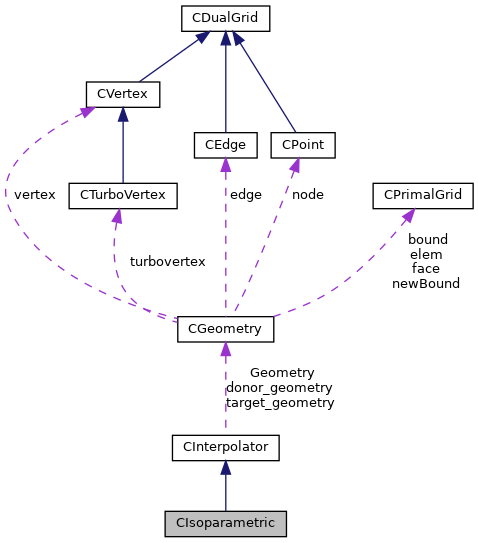 CDualGrid
CVertex
CEdge
CPoint
CTurboVertex
CPrimalGrid
vertex
edge
node
turbovertex
bound
elem
face
newBound
CGeometry
Geometry
donor_geometry
target_geometry
CInterpolator
CIsoparametric